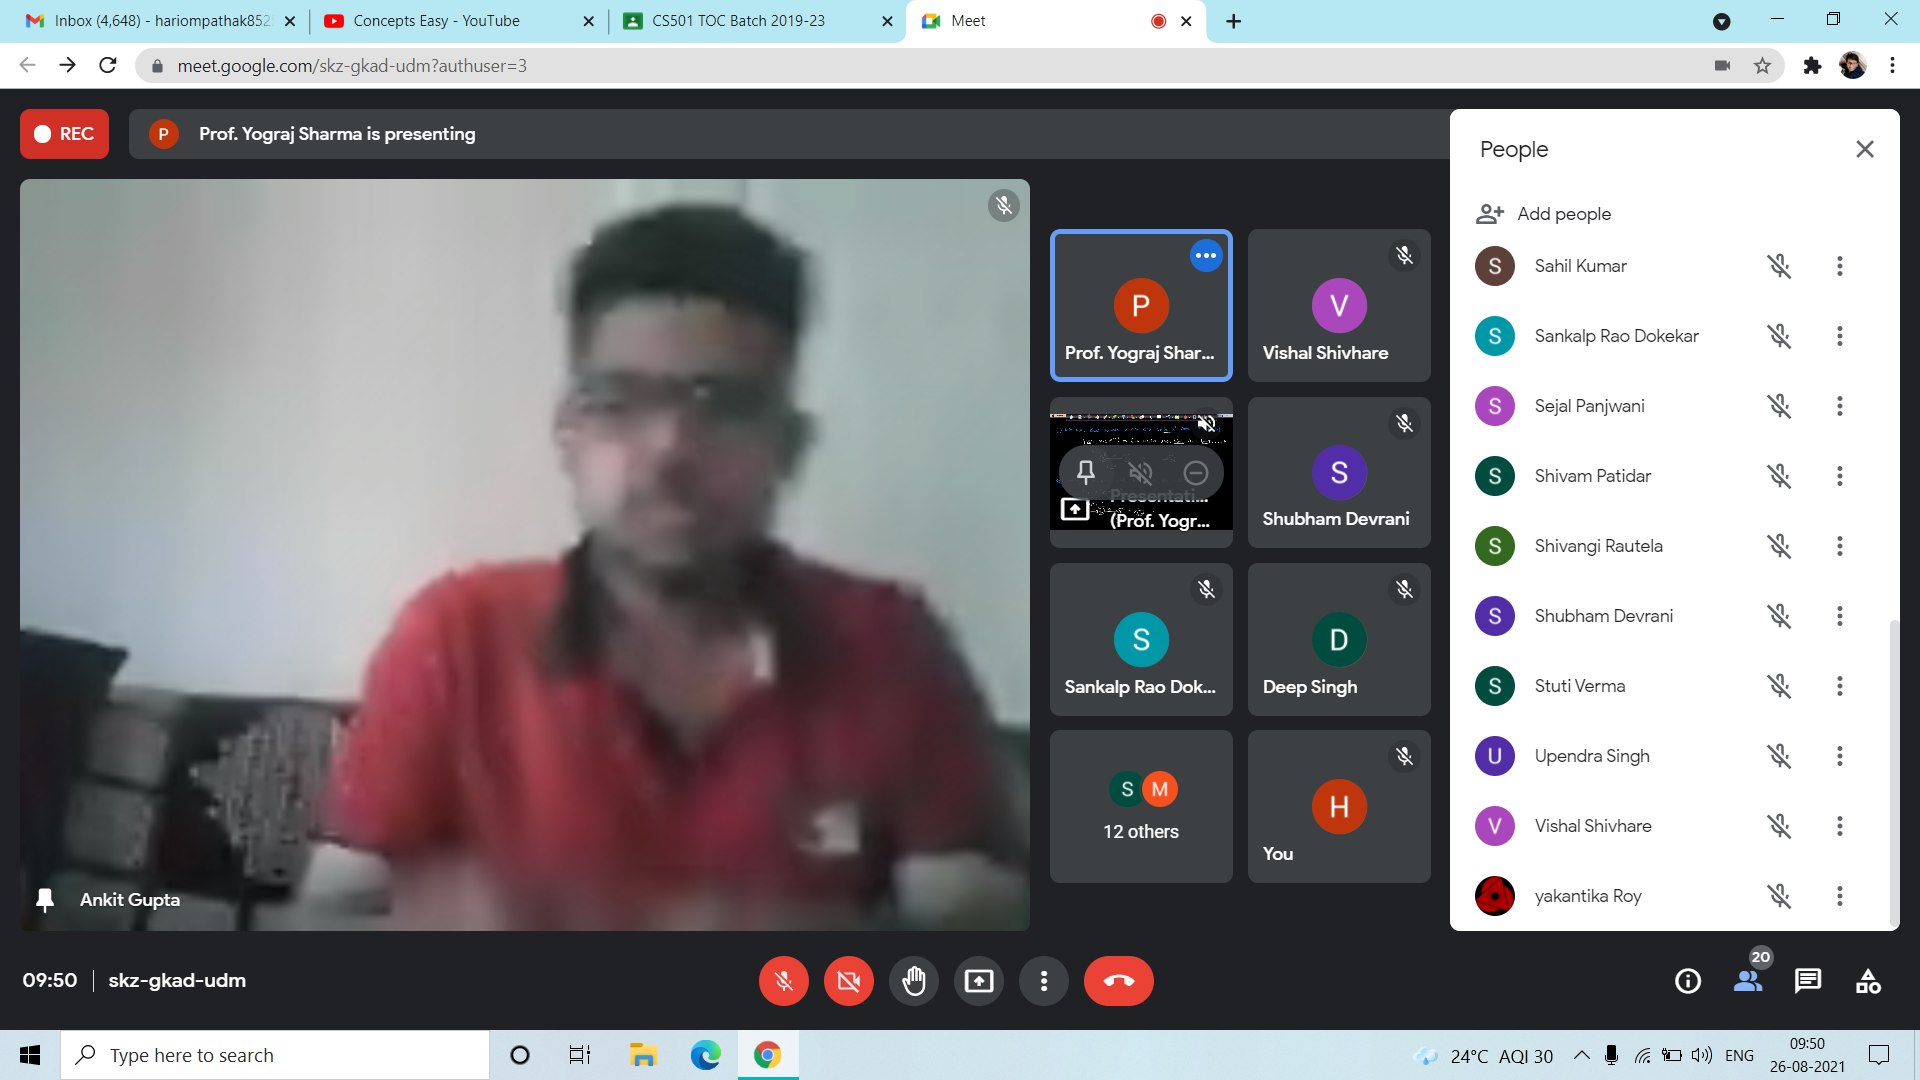 Inbox (4,648) - hariompathak852
Concepts Easy - YouTube
CS501 TOC Batch 2019-23
Meet
meet.google.com/skz-gkad-udm?authuser=3
REC
P
Prof. Yograj Sharma is presenting
People
Add people
S
Sahil Kumar
S
Sankalp Rao Dokekar
S
Sejal Panjwani
S
Shivam Patidar
S
Shivangi Rautela
S
Shubham Devrani
S
Stuti Verma
U
Upendra Singh
V
Vishal Shivhare
yakantika Roy
P
Prof. Yograj Shar...
V
Vishal Shivhare
Presentati...
(Prof. Yogr...
S
Shubham Devrani
S
Sankalp Rao Dok...
D
Deep Singh
S M
12 others
H
You
Ankit Gupta
09:50
skz-gkad-udm
20
Type here to search
24°C AQI 30
ENG
09:50
26-08-2021